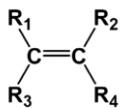 R₁ R₂
C=C
R₃ R₄